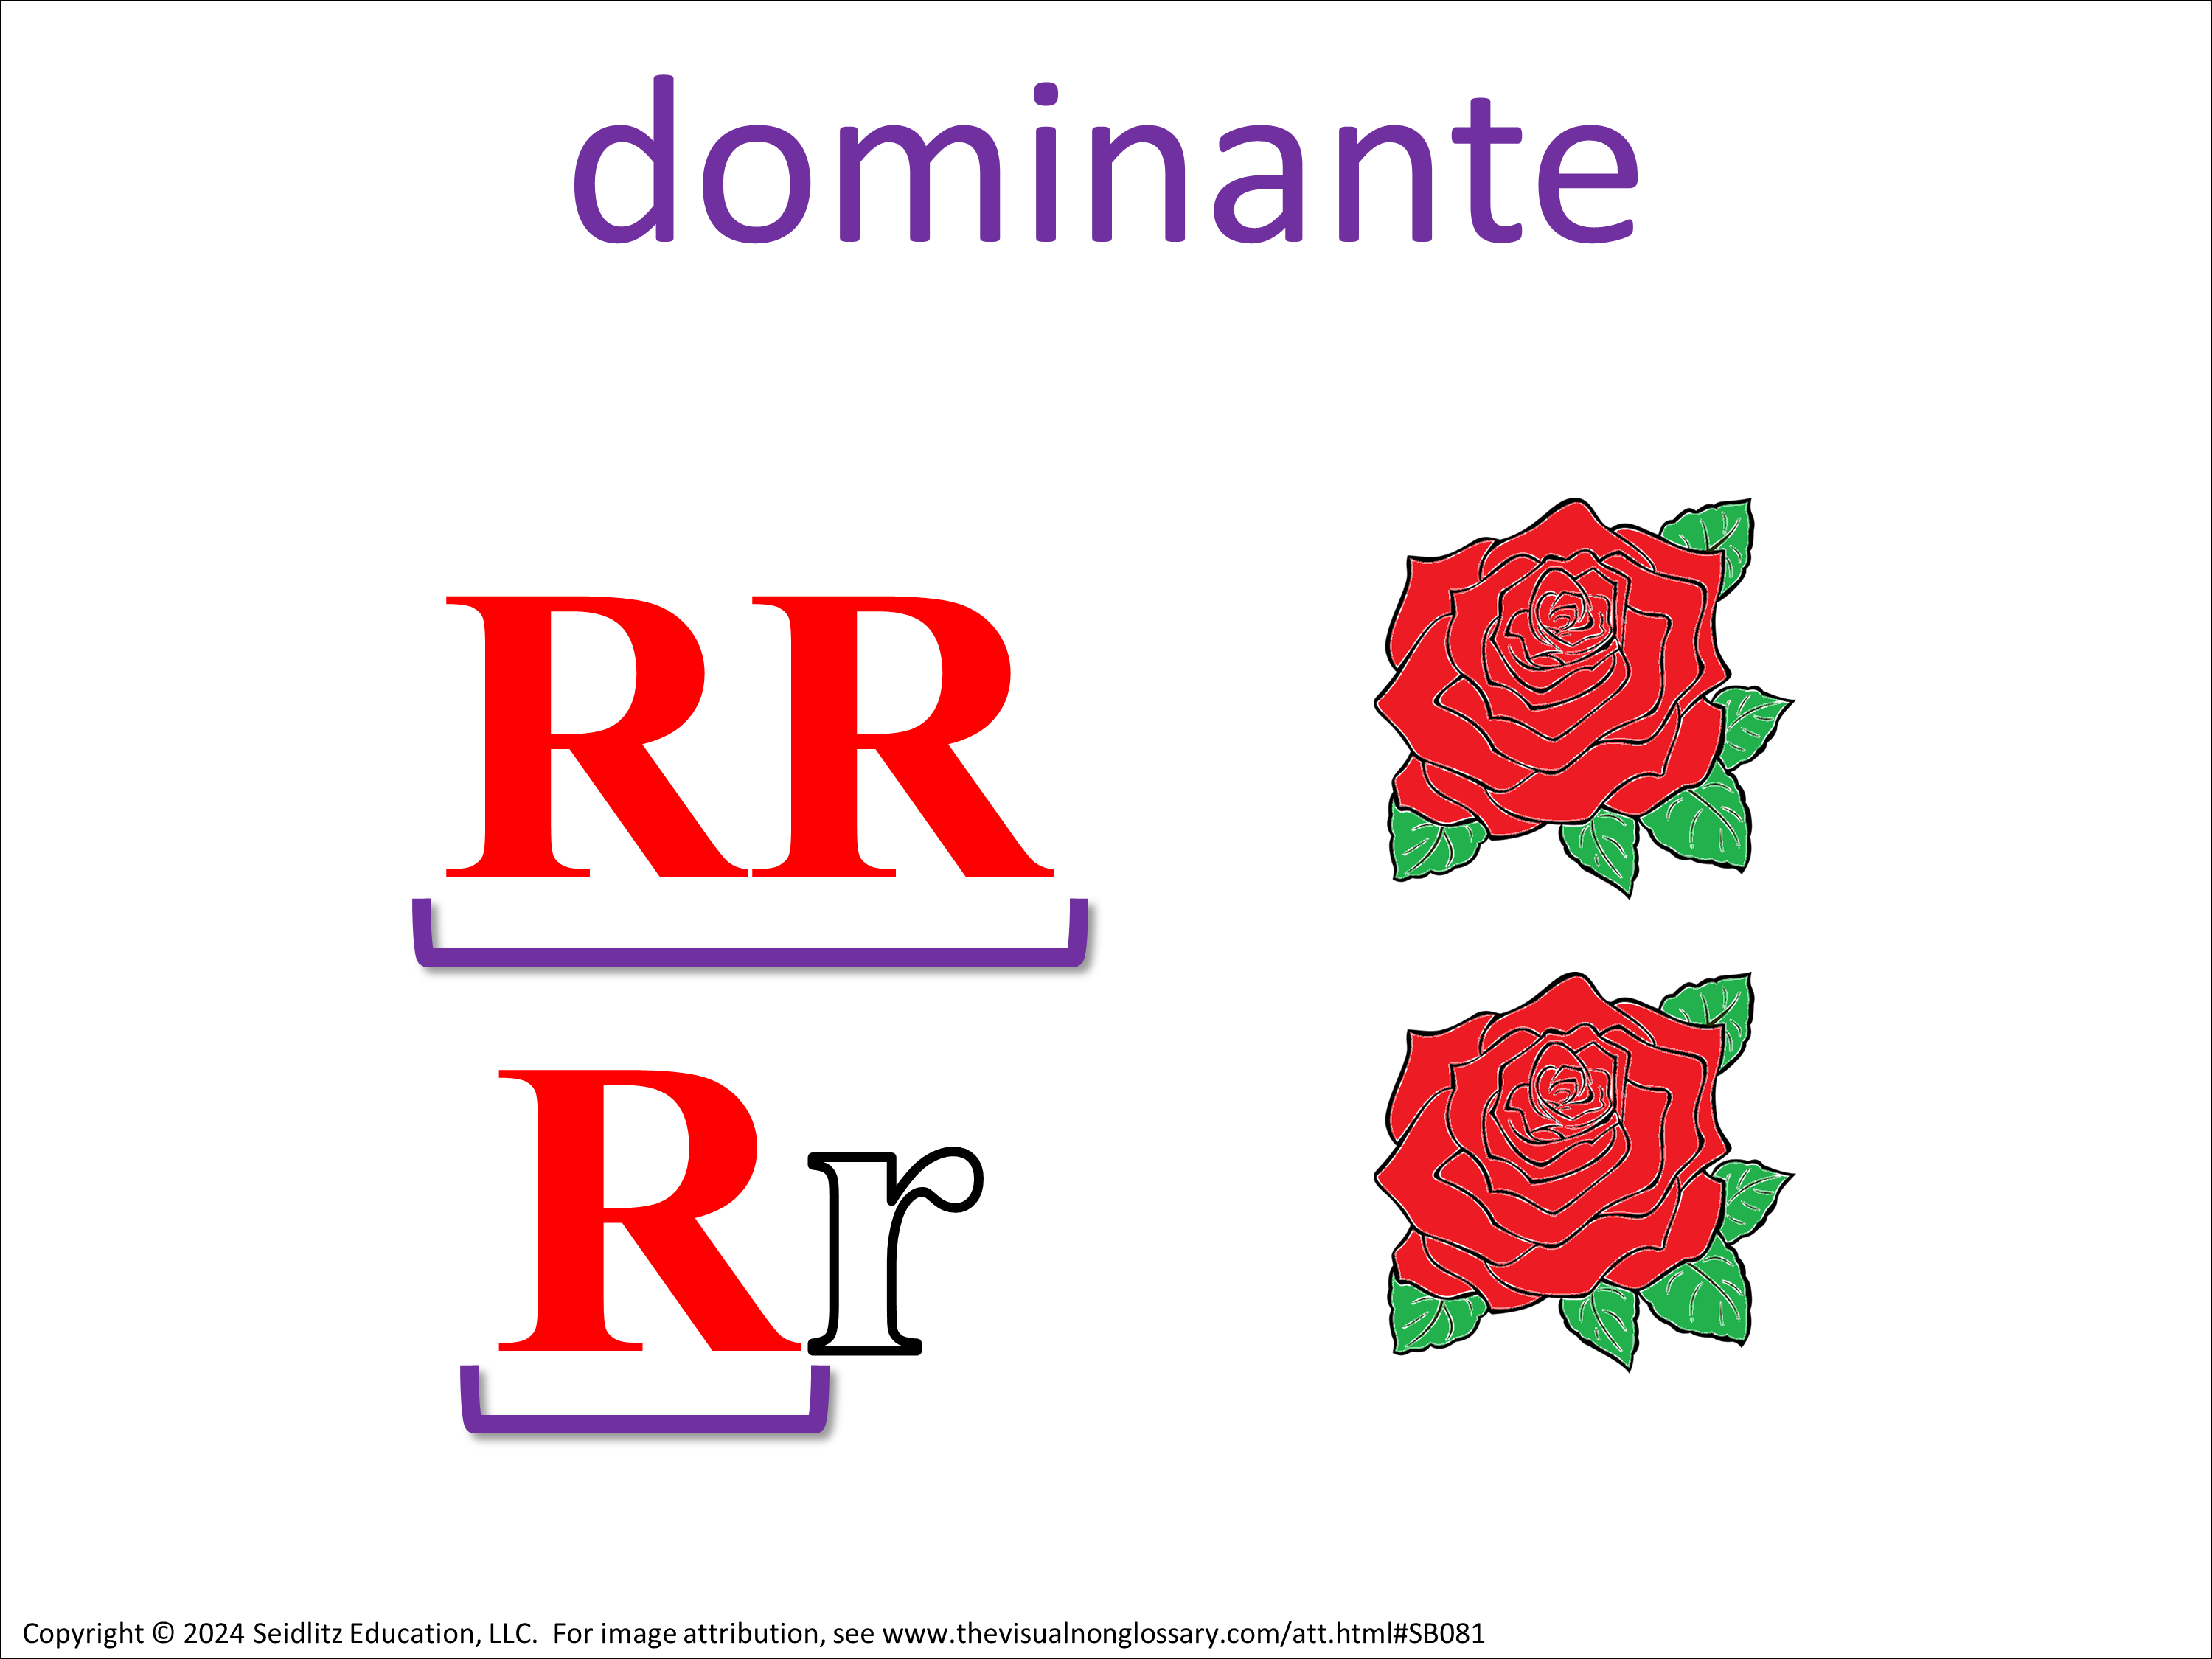 dominante
RR
Rr
Copyright © 2024 Seidlitz Education, LLC.  For image attribution, see www.thevisualnonglossary.com/att.html#SB081